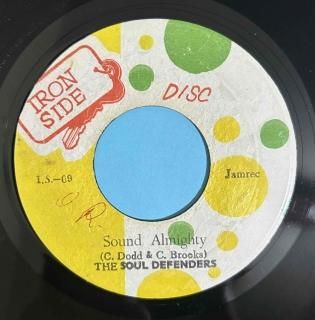 IRON
SIDE
DISC
I.S.-69
Jamrec
Sound Almighty
(C. Dodd & C. Brooks)
THE SOUL DEFENDERS